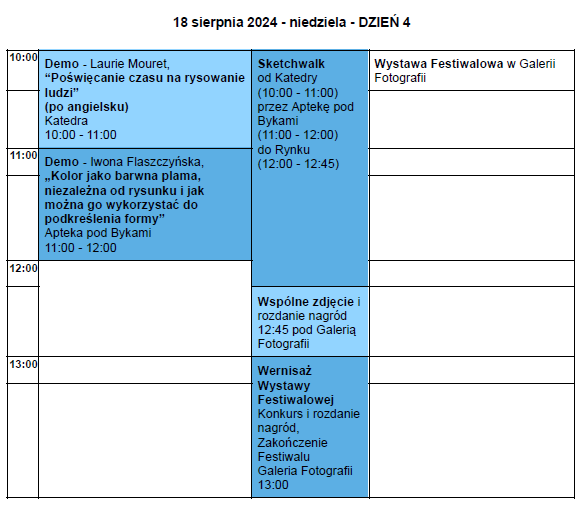 18 sierpnia 2024 - niedziela - DZIEŃ 4
10:00
Demo - Laurie Mouret,
“Poświęcanie czasu na rysowanie
ludzi”
(po angielsku)
Katedra
10:00 - 11:00
Sketchwalk
od Katedry
(10:00 - 11:00)
przez Aptekę pod
Bykami
(11:00 - 12:00)
do Rynku
(12:00 - 12:45)
Wystawa Festiwalowa w Galerii
Fotografii
11:00
Demo - Iwona Flaszczyńska,
„Kolor jako barwna plama,
niezależna od rysunku i jak
można go wykorzystać do
podkreślenia formy”
Apteka pod Bykami
11:00 - 12:00
12:00
Wspólne zdjęcie i
rozdanie nagród
12:45 pod Galerią
Fotografii
13:00
Wernisaż
Wystawy
Festiwalowej
Konkurs i rozdanie
nagród,
Zakończenie
Festiwalu
Galeria Fotografii
13:00